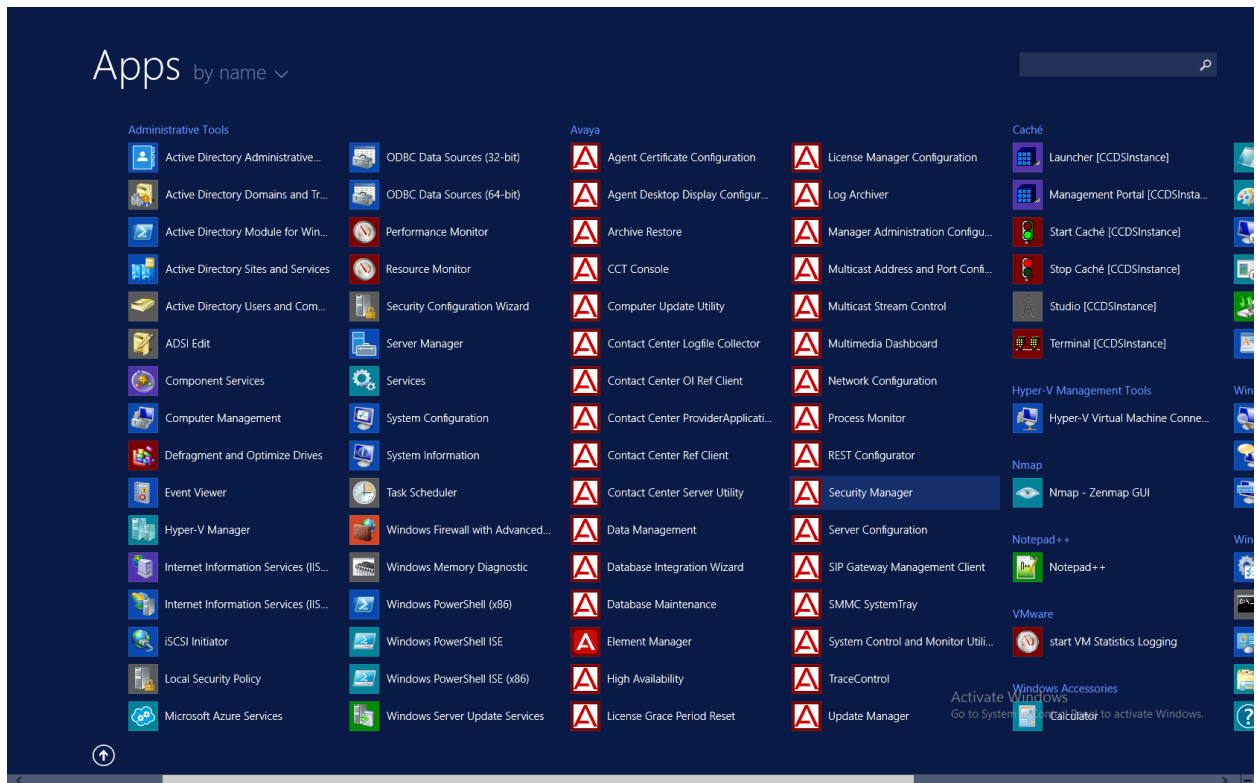 Apps by name
Administrative Tools
Active Directory Administrative...
Active Directory Domains and Tr...
Active Directory Module for Win...
Active Directory Sites and Services
Active Directory Users and Com...
ADSI Edit
Component Services
Computer Management
Defragment and Optimize Drives
Event Viewer
Hyper-V Manager
Internet Information Services (IIS...
Internet Information Services (IIS...
iSCSI Initiator
Local Security Policy
Microsoft Azure Services
ODBC Data Sources (32-bit)
ODBC Data Sources (64-bit)
Performance Monitor
Resource Monitor
Security Configuration Wizard
Server Manager
Services
System Configuration
System Information
Task Scheduler
Windows Firewall with Advanced...
Windows Memory Diagnostic
Windows PowerShell (x86)
Windows PowerShell ISE
Windows PowerShell ISE (x86)
Windows Server Update Services
Avaya
Agent Certificate Configuration
Agent Desktop Display Configur...
Archive Restore
CCT Console
Computer Update Utility
Contact Center Logfile Collector
Contact Center OI Ref Client
Contact Center ProviderApplicati...
Contact Center Ref Client
Contact Center Server Utility
Data Management
Database Integration Wizard
Database Maintenance
Element Manager
High Availability
License Grace Period Reset
License Manager Configuration
Log Archiver
Manager Administration Configu...
Multicast Address and Port Confi...
Multicast Stream Control
Multimedia Dashboard
Network Configuration
Process Monitor
REST Configurator
Security Manager
Server Configuration
SIP Gateway Management Client
SMMC SystemTray
System Control and Monitor Utili...
TraceControl
Update Manager
Caché
Launcher [CCDSInstance]
Management Portal [CCDSInsta...
Start Caché [CCDSInstance]
Stop Caché [CCDSInstance]
Studio [CCDSInstance]
Terminal [CCDSInstance]
Hyper-V Management Tools
Hyper-V Virtual Machine Conne...
Nmap
Nmap - Zenmap GUI
Notepad++
Notepad++
VMware
start VM Statistics Logging
Windows Accessories
Calculator
Win
Win
Activate Windows
Go to System Control Panel to activate Windows.